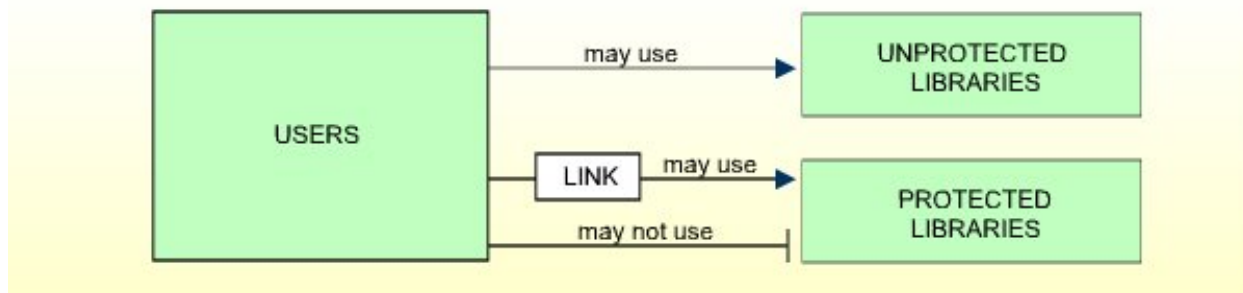 may use
UNPROTECTED
LIBRARIES
USERS
LINK
may use
PROTECTED
LIBRARIES
may not use